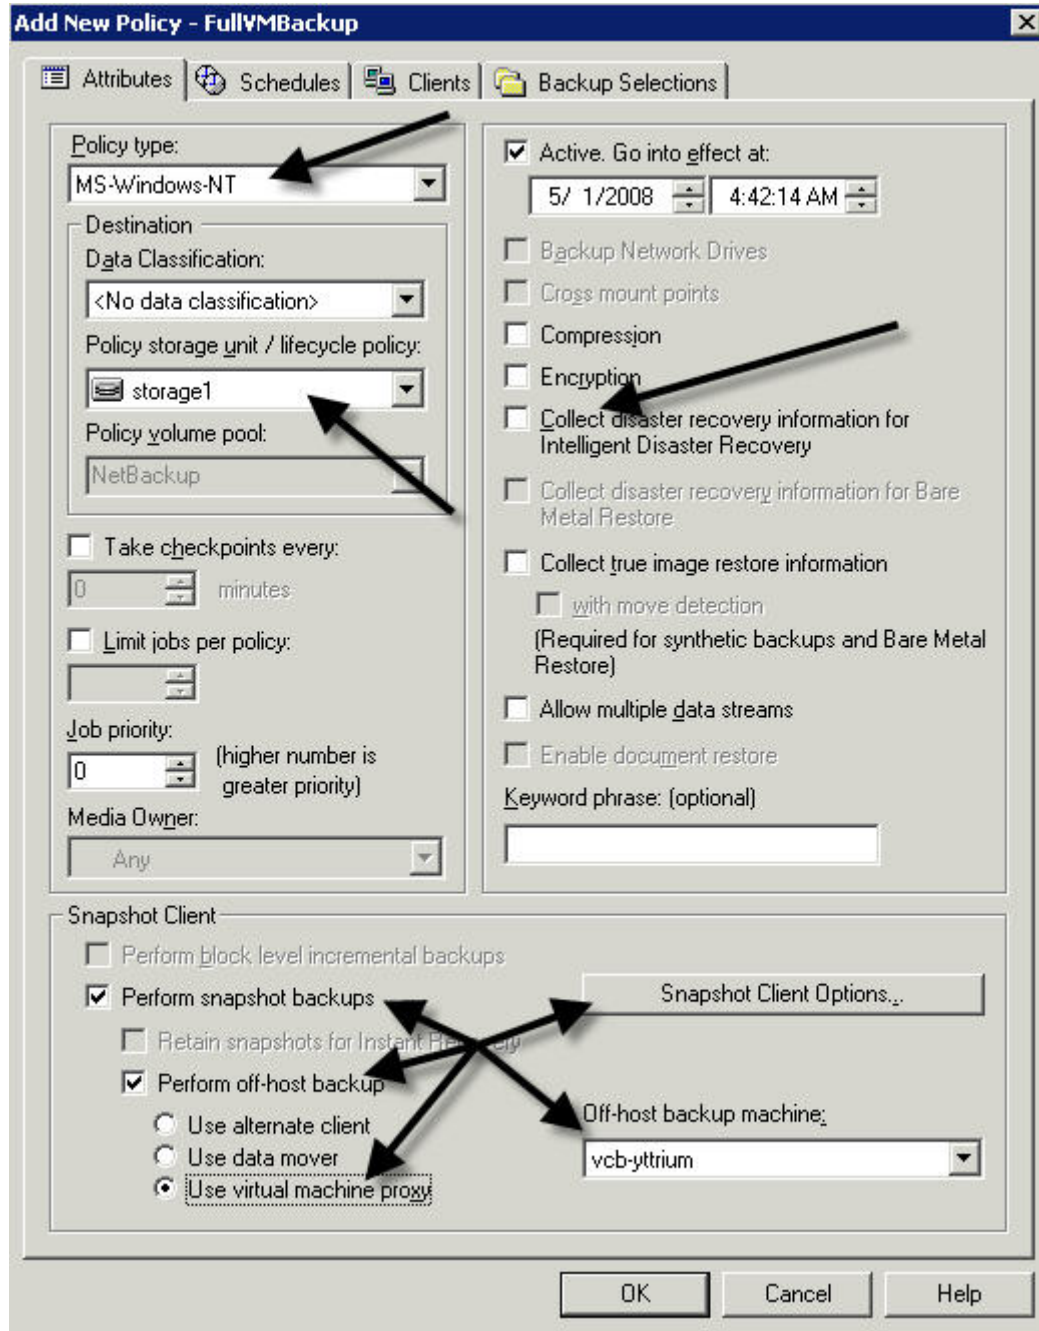 Add New Policy - FullVMBackup
Attributes
Schedules
Clients
Backup Selections
Policy type:
MS-Windows-NT
Destination
Data Classification:
<No data classification>
Policy storage unit / lifecycle policy:
storage1
Policy volume pool:
NetBackup
Take checkpoints every:
0 minutes
Limit jobs per policy:
Job priority:
0 (higher number is
greater priority)
Media Owner:
Any
Active. Go into effect at:
5/ 1/2008 4:42:14 AM
Backup Network Drives
Cross mount points
Compression
Encryption
Collect disaster recovery information for
Intelligent Disaster Recovery
Collect disaster recovery information for Bare
Metal Restore
Collect true image restore information
with move detection
(Required for synthetic backups and Bare Metal
Restore)
Allow multiple data streams
Enable document restore
Keyword phrase: (optional)
Snapshot Client
Perform block level incremental backups
Perform snapshot backups
Snapshot Client Options...
Retain snapshots for Instant Recovery
Perform off-host backup
Use alternate client
Use data mover
Use virtual machine proxy
Off-host backup machine:
vcb-yttrium
OK
Cancel
Help